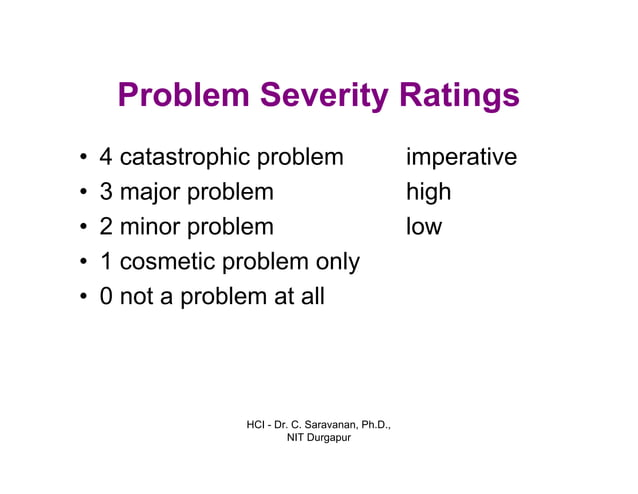 Problem Severity Ratings
• 4 catastrophic problem imperative
• 3 major problem high
• 2 minor problem low
• 1 cosmetic problem only
• 0 not a problem at all
HCI - Dr. C. Saravanan, Ph.D.,
NIT Durgapur